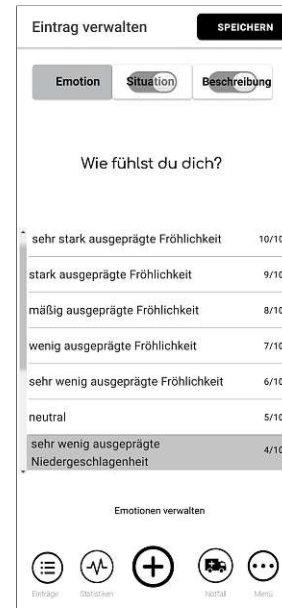 Eintrag verwalten
SPEICHERN
Emotion
Situation
Beschreibung
Wie fühlst du dich?
sehr stark ausgeprägte Fröhlichkeit 10/10
stark ausgeprägte Fröhlichkeit 9/10
mäßig ausgeprägte Fröhlichkeit 8/10
wenig ausgeprägte Fröhlichkeit 7/10
sehr wenig ausgeprägte Fröhlichkeit 6/10
neutral 5/10
sehr wenig ausgeprägte 4/10
Niedergeschlagenheit
Emotionen verwalten
Einträge
Statistiken
Notfall
Menü